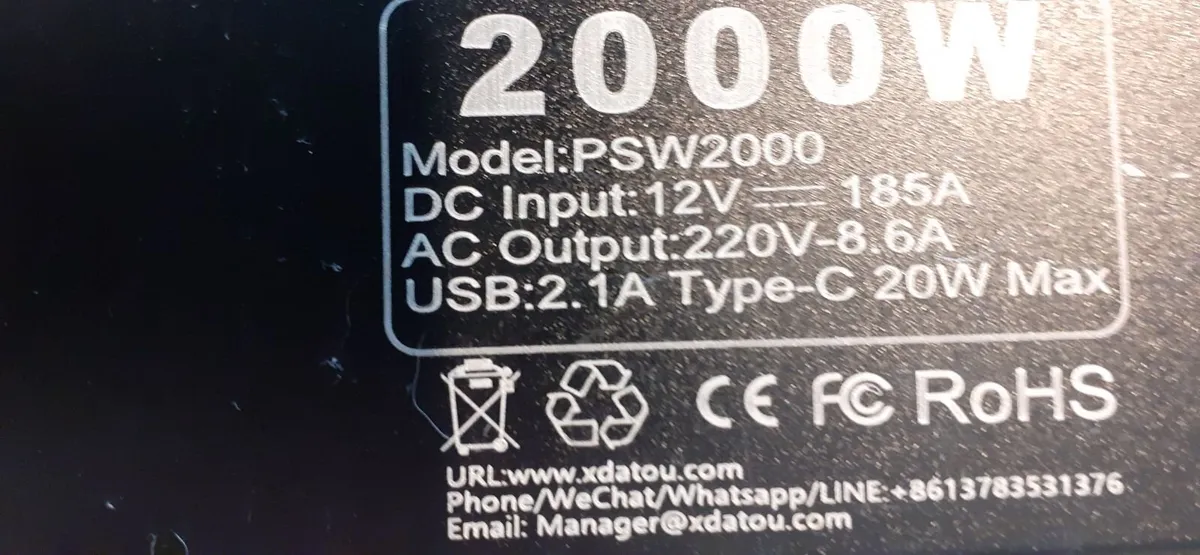 2000W
Model:PSW2000
DC Input:12V⎓185A
AC Output:220V-8.6A
USB:2.1A Type-C 20W Max
CE FC RoHS
URL:www.xdatou.com
Phone/WeChat/Whatsapp/LINE:+8613783531376
Email: Manager@xdatou.com